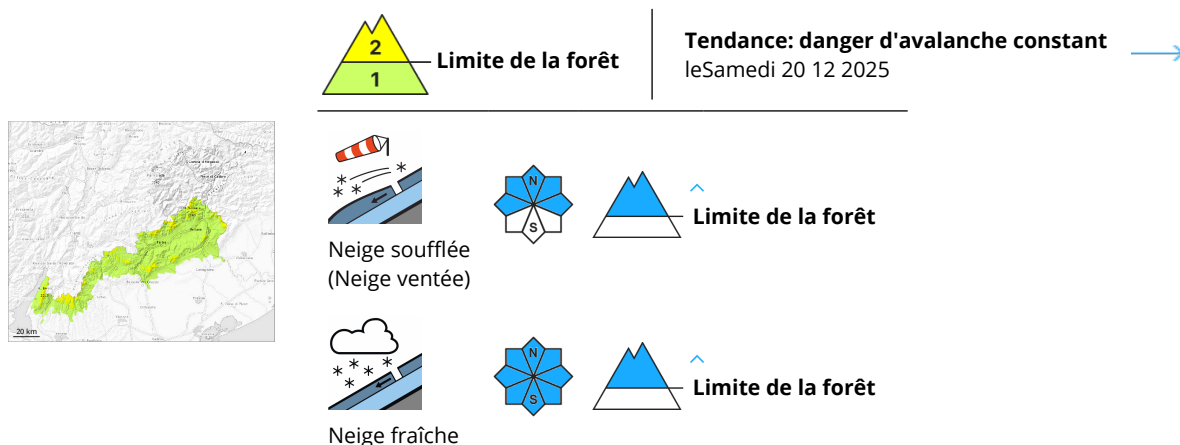 2
1
Limite de la forêt
Tendance: danger d'avalanche constant
leSamedi 20 12 2025
20 km
N
S
Limite de la forêt
Neige soufflée
(Neige ventée)
N
S
Limite de la forêt
Neige fraîche